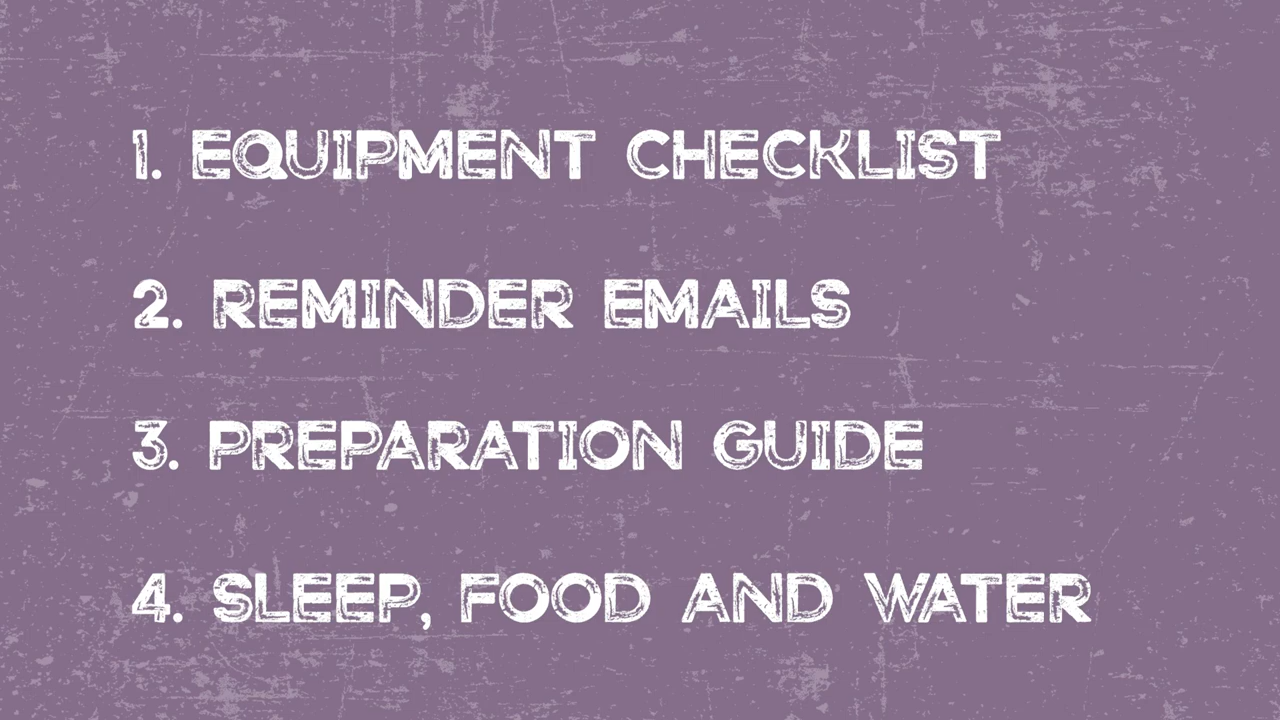 1. EQUIPMENT CHECKLIST
2. REMINDER EMAILS
3. PREPARATION GUIDE
4. SLEEP, FOOD AND WATER